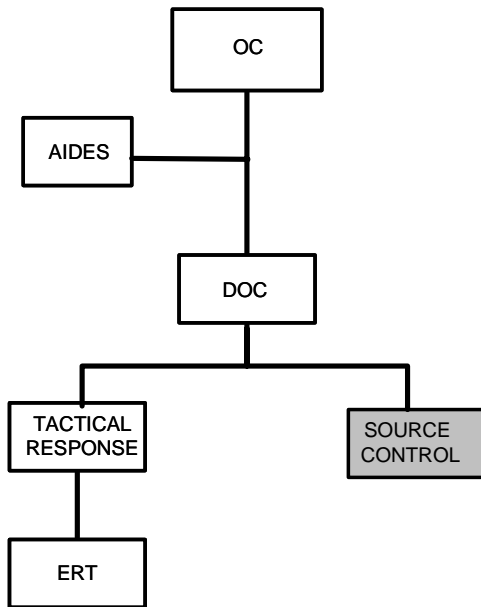 OC
AIDES
DOC
TACTICAL
RESPONSE
SOURCE
CONTROL
ERT